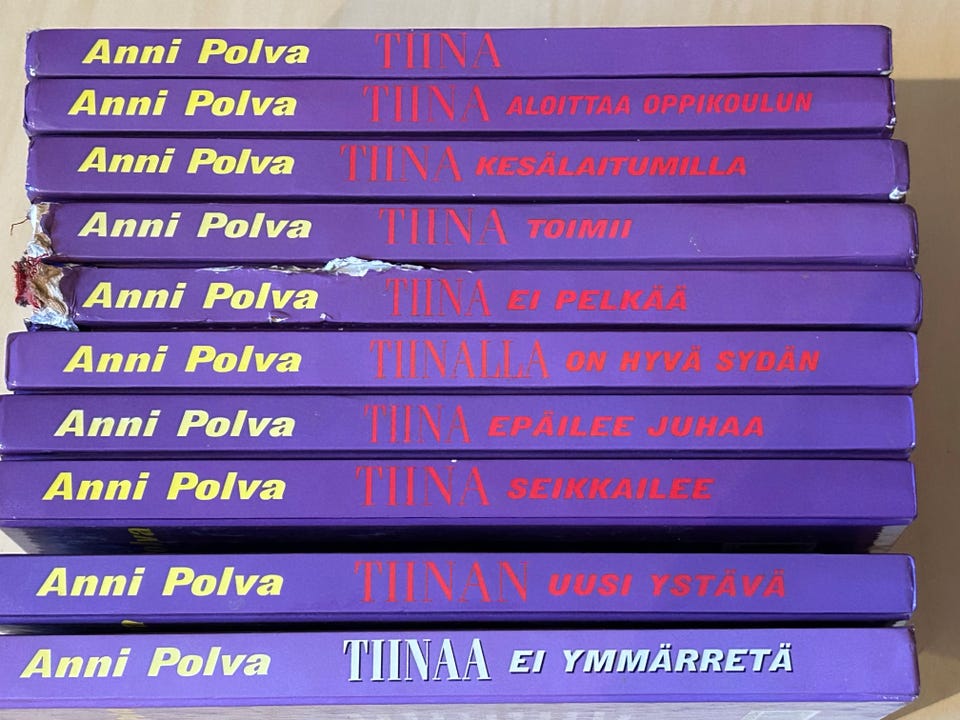 Anni Polva TIINA
Anni Polva TIINA ALOITTAA OPPIKOULUN
Anni Polva TIINA KESÄLAITUMILLA
Anni Polva TIINA TOIMII
Anni Polva TIINA EI PELKÄÄ
Anni Polva TIINALLA ON HYVÄ SYDÄN
Anni Polva TIINA EPÄILEE JUHAA
Anni Polva TIINA SEIKKAILEE
Anni Polva TIINAN UUSI YSTÄVÄ
Anni Polva TIINAA EI YMMÄRRETÄ